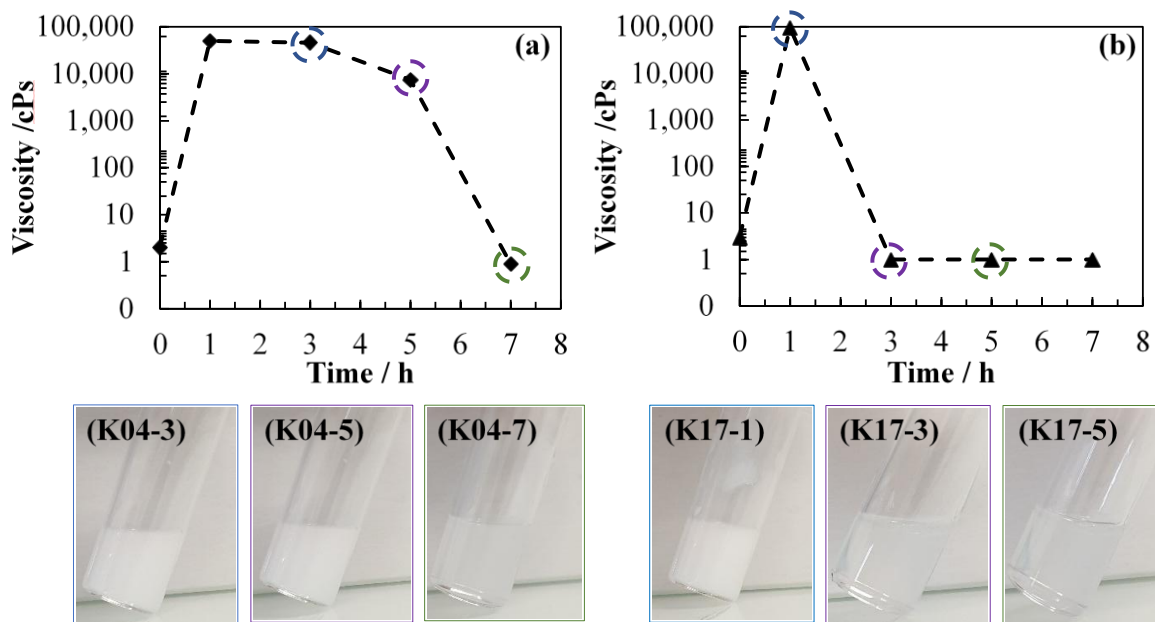 (a)
Viscosity /cPs
100,000
10,000
1,000
100
10
1
0
0 1 2 3 4 5 6 7 8
Time / h
(b)
Viscosity /cPs
100,000
10,000
1,000
100
10
1
0
0 1 2 3 4 5 6 7 8
Time / h
(K04-3) (K04-5) (K04-7) (K17-1) (K17-3) (K17-5)